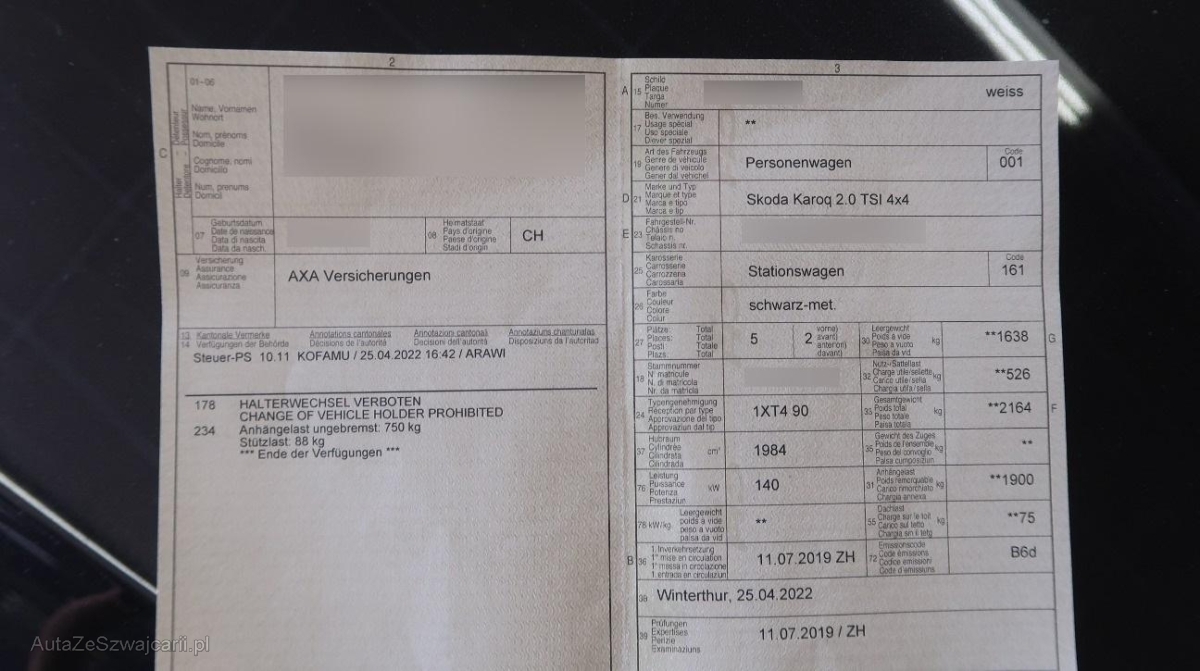 2
01-06
Name, Vornamen
Wohnort
Nom, prénoms
Domicile
Cognome, nomi
Domicilio
Num, prenums
Domicil
C
07
Geburtsdatum
Date de naissance
Data di nascita
Data da nasch.
08
Heimatstaat
Pays d'origine
Paese d'origine
Stadi d'origin
CH
09
Versicherung
Assurance
Assicurazione
Assicuranza
AXA Versicherungen
13 Kantonale Vermerke Annotations cantonales Annotazioni cantonali Annotaziuns chantunalas
14 Verfügungen der Behörde Décisions de l'autorité Decisioni dell'autorità Disposiziuns da l'autoritad
Steuer-PS 10.11 KOFAMU / 25.04.2022 16:42 / ARAWI
178 HALTERWECHSEL VERBOTEN
CHANGE OF VEHICLE HOLDER PROHIBITED
234 Anhängelast ungebremst: 750 kg
Stützlast: 88 kg
*** Ende der Verfügungen ***
3
A 15
Schild
Plaque
Targa
Numer
weiss
17
Bes. Verwendung
Usage spécial
Uso speciale
Diever spezial
**
19
Art des Fahrzeugs
Genre de véhicule
Genere di veicolo
Gener dal vehichel
Personenwagen
Code
001
D 21
Marke und Typ
Marque et type
Marca e tipo
Marca e tip
Skoda Karoq 2.0 TSI 4x4
E 23
Fahrgestell-Nr.
Châssis no
Telaio n.
Schassis nr.
25
Karosserie
Carrosserie
Carrozzeria
Carossaria
Stationswagen
Code
161
26
Farbe
Couleur
Colore
Colur
schwarz-met.
27
Plätze Total
Places: Total
Posti Totale
Plazs: Total
5
2
vorne)
avant)
anteriori)
davant)
30
Leergewicht
Poids à vide
Peso a vuoto
Paisa da vid
kg
**1638
G
18
Stammnummer
N° matricule
N. di matricola
Nr. da matricla
32
Nutz-/Sattellast
Charge utile/sellette
Carico utile/sella
Chargia utila/sella
kg
**526
24
Typengenehmigung
Réception par type
Approvazione del tipo
Approvaziun dal tip
1XT4 90
33
Gesamtgewicht
Poids total
Peso totale
Paisa totala
kg
**2164
F
37
Hubraum
Cylindrée
Cilindrata
Cilindrada
cm³
1984
35
Gewicht des Zuges
Poids de l'ensemble
Peso del convoglio
Paisa cumposiziun
kg
**
76
Leistung
Puissance
Potenza
Prestaziun
kW
140
31
Anhängelast
Poids remorquable
Carico rimorchiato
Chargia annexa
kg
**1900
78 kW/kg
Leergewicht
poids à vide
peso a vuoto
paisa da vid
**
55
Dachlast
Charge sur le toit
Carico sul tetto
Chargia sin il tetg
kg
**75
B 36
1. Inverkehrsetzung
1re mise en circulation
1a messa in circolazione
1. entrada en circulaziun
11.07.2019 ZH
72
Emissionscode
Code émissions
Codice emissioni
Code d'emissiuns
B6d
38
Winterthur, 25.04.2022
39
Prüfungen
Expertises
Perizie
Examinaziuns
11.07.2019 / ZH
AutaZeSzwajcarii.pl